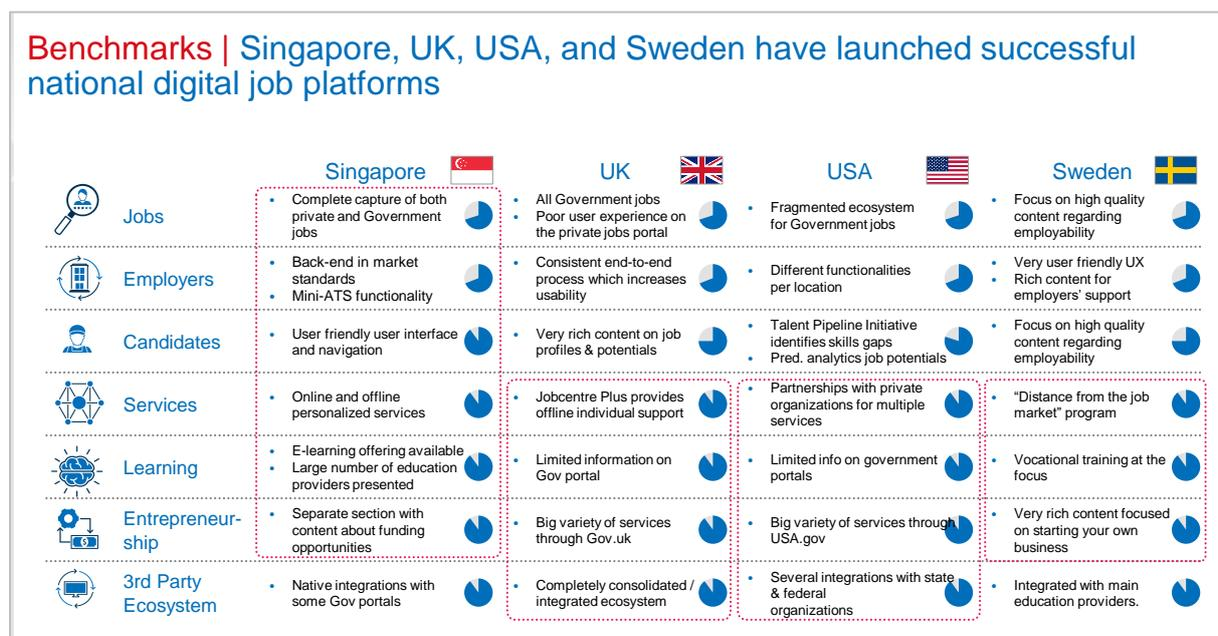 Benchmarks | Singapore, UK, USA, and Sweden have launched successful
national digital job platforms
Singapore
UK
USA
Sweden
Jobs
• Complete capture of both
private and Government
jobs
• All Government jobs
• Poor user experience on
the private jobs portal
• Fragmented ecosystem
for Government jobs
• Focus on high quality
content regarding
employability
Employers
• Back-end in market
standards
• Mini-ATS functionality
• Consistent end-to-end
process which increases
usability
• Different functionalities
per location
• Very user friendly UX
• Rich content for
employers' support
Candidates
• User friendly user interface
and navigation
• Very rich content on job
profiles & potentials
• Talent Pipeline Initiative
identifies skills gaps
• Pred. analytics job potentials
• Focus on high quality
content regarding
employability
Services
• Online and offline
personalized services
• Jobcentre Plus provides
offline individual support
• Partnerships with private
organizations for multiple
services
• “Distance from the job
market” program
Learning
• E-learning offering available
• Large number of education
providers presented
• Limited information on
Gov portal
• Limited info on government
portals
• Vocational training at the
focus
Entrepreneur-
ship
• Separate section with
content about funding
opportunities
• Big variety of services
through Gov.uk
• Big variety of services through
USA.gov
• Very rich content focused
on starting your own
business
3rd Party
Ecosystem
• Native integrations with
some Gov portals
• Completely consolidated /
integrated ecosystem
• Several integrations with state
& federal
organizations
• Integrated with main
education providers.